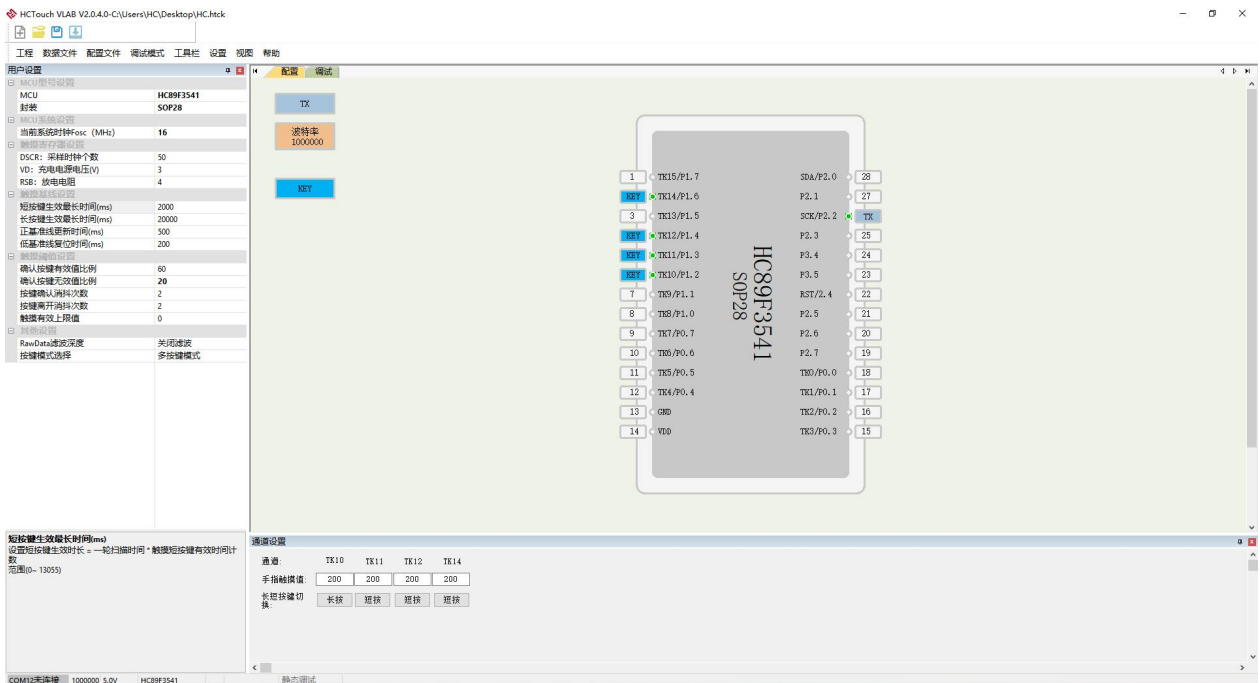 HCTouch VLAB V2.0.4.0-C:\Users\HC\Desktop\HC.htck
工程 数据文件 配置文件 调试模式 工具栏 设置 视图 帮助
用户设置
MCU型号设置
MCU HC89F3541
封装 SOP28
MCU系统设置
当前系统时钟Fosc (MHz) 16
触摸寄存器设置
DSCR: 采样时钟个数 50
VD: 充电电源电压(V) 3
RSB: 放电电阻 4
触摸基线设置
短按键生效最长时间(ms) 2000
长按键生效最长时间(ms) 20000
正基准线更新时间(ms) 500
低基准线复位时间(ms) 200
触摸阈值设置
确认按键有效值比例 60
确认按键无效值比例 20
按键确认消抖次数 2
按键离开消抖次数 2
触摸有效上限值 0
其他设置
RawData滤波深度 关闭滤波
按键模式选择 多按键模式
短按键生效最长时间(ms)
设置短按键生效时长 = 一轮扫描时间 * 触摸短按键有效时间计
数
范围(0~ 13055)
配置 调试
TX
波特率
1000000
KEY
1 TK15/P1.7 SDA/P2.0 28
KEY TK14/P1.6 P2.1 27
3 TK13/P1.5 SCK/P2.2 TX
KEY TK12/P1.4 P2.3 25
KEY TK11/P1.3 P3.4 24
KEY TK10/P1.2 P3.5 23
7 TK9/P1.1 RST/2.4 22
8 TK8/P1.0 P2.5 21
9 TK7/P0.7 P2.6 20
10 TK6/P0.6 P2.7 19
11 TK5/P0.5 TK0/P0.0 18
12 TK4/P0.4 TK1/P0.1 17
13 GND TK2/P0.2 16
14 VDD TK3/P0.3 15
HC89F3541
SOP28
通道设置
通道: TK10 TK11 TK12 TK14
手指触摸值: 200 200 200 200
长短按键切
换: 长按 短按 短按 短按
COM12未连接 1000000 5.0V HC89F3541 静态调试